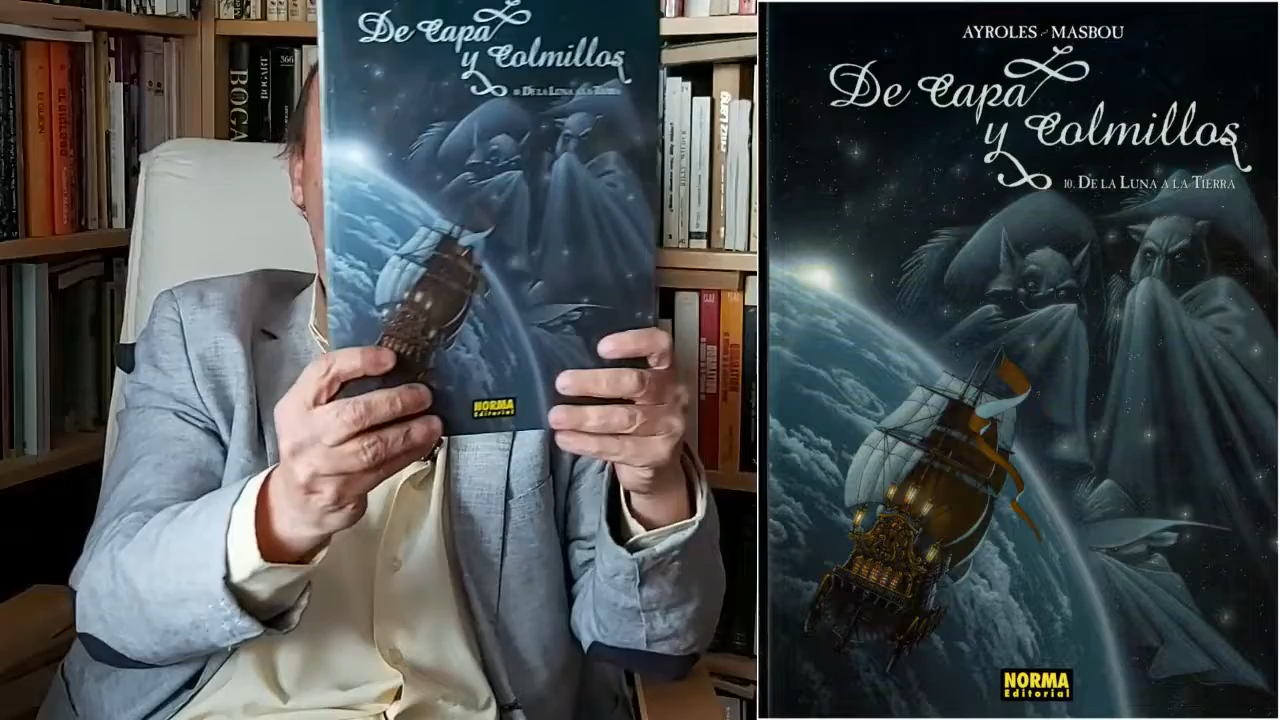 De Capa
y Colmillos
10. DE LA LUNA A LA TIERRA
NORMA
Editorial
BOCA
AYROLES - MASBOU
De Capa
y Colmillos
10. DE LA LUNA A LA TIERRA
NORMA
Editorial